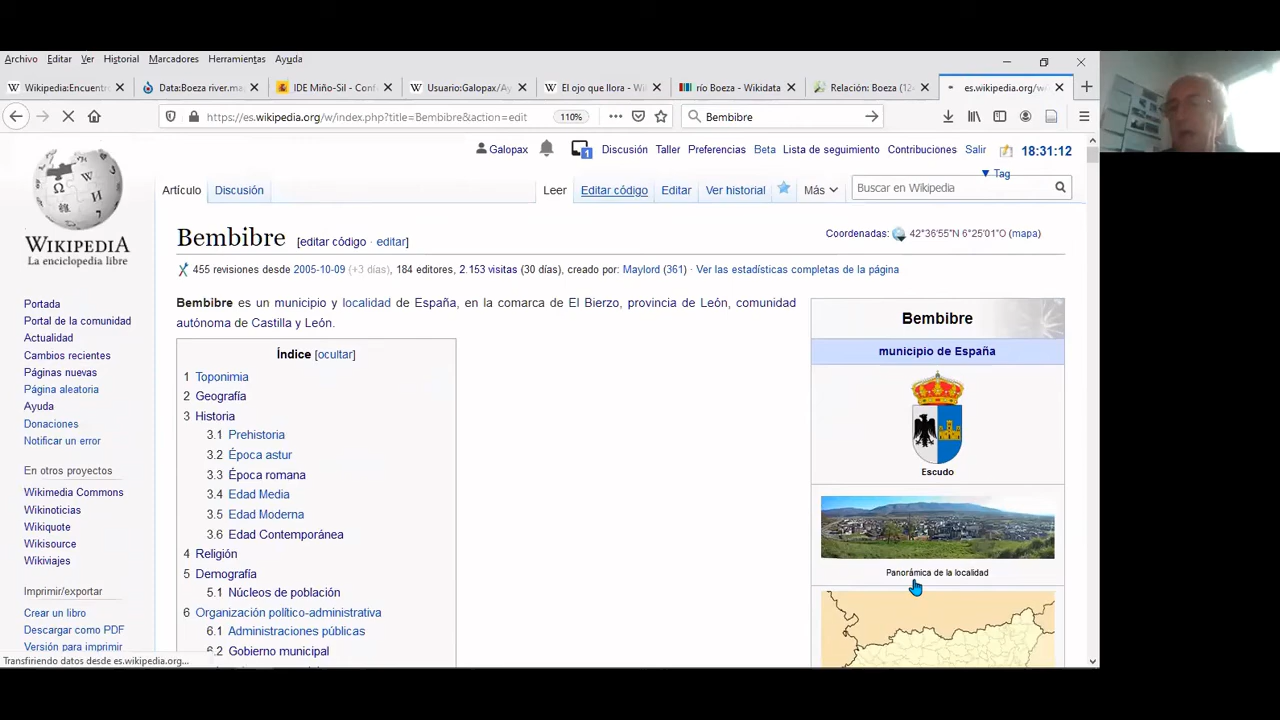 Archivo Editar Ver Historial Marcadores Herramientas Ayuda
Wikipedia:Encuentr Data:Boeza river.ma IDE Miño-Sil - Conf Usuario:Galopax/Ay El ojo que llora - Wi río Boeza - Wikidata Relación: Boeza (124 es.wikipedia.org/w
https://es.wikipedia.org/w/index.php?title=Bembibre&action=edit 110% Bembibre
Galopax 1 Discusión Taller Preferencias Beta Lista de seguimiento Contribuciones Salir 18:31:12
Tag
Artículo Discusión Leer Editar código Editar Ver historial Más Buscar en Wikipedia
WIKIPEDIA
La enciclopedia libre
Bembibre [editar código · editar]
Coordenadas: 42°36′55″N 6°25′01″O (mapa)
455 revisiones desde 2005-10-09 (+3 días), 184 editores, 2.153 visitas (30 días), creado por: Maylord (361) · Ver las estadísticas completas de la página
Bembibre es un municipio y localidad de España, en la comarca de El Bierzo, provincia de León, comunidad
autónoma de Castilla y León.
Índice [ocultar]
1 Toponimia
2 Geografía
3 Historia
3.1 Prehistoria
3.2 Época astur
3.3 Época romana
3.4 Edad Media
3.5 Edad Moderna
3.6 Edad Contemporánea
4 Religión
5 Demografía
5.1 Núcleos de población
6 Organización político-administrativa
6.1 Administraciones públicas
6.2 Gobierno municipal
Bembibre
municipio de España
Escudo
Panorámica de la localidad
Portada
Portal de la comunidad
Actualidad
Cambios recientes
Páginas nuevas
Página aleatoria
Ayuda
Donaciones
Notificar un error
En otros proyectos
Wikimedia Commons
Wikinoticias
Wikiquote
Wikisource
Wikiviajes
Imprimir/exportar
Crear un libro
Descargar como PDF
Versión para imprimir
Transfiriendo datos desde es.wikipedia.org...